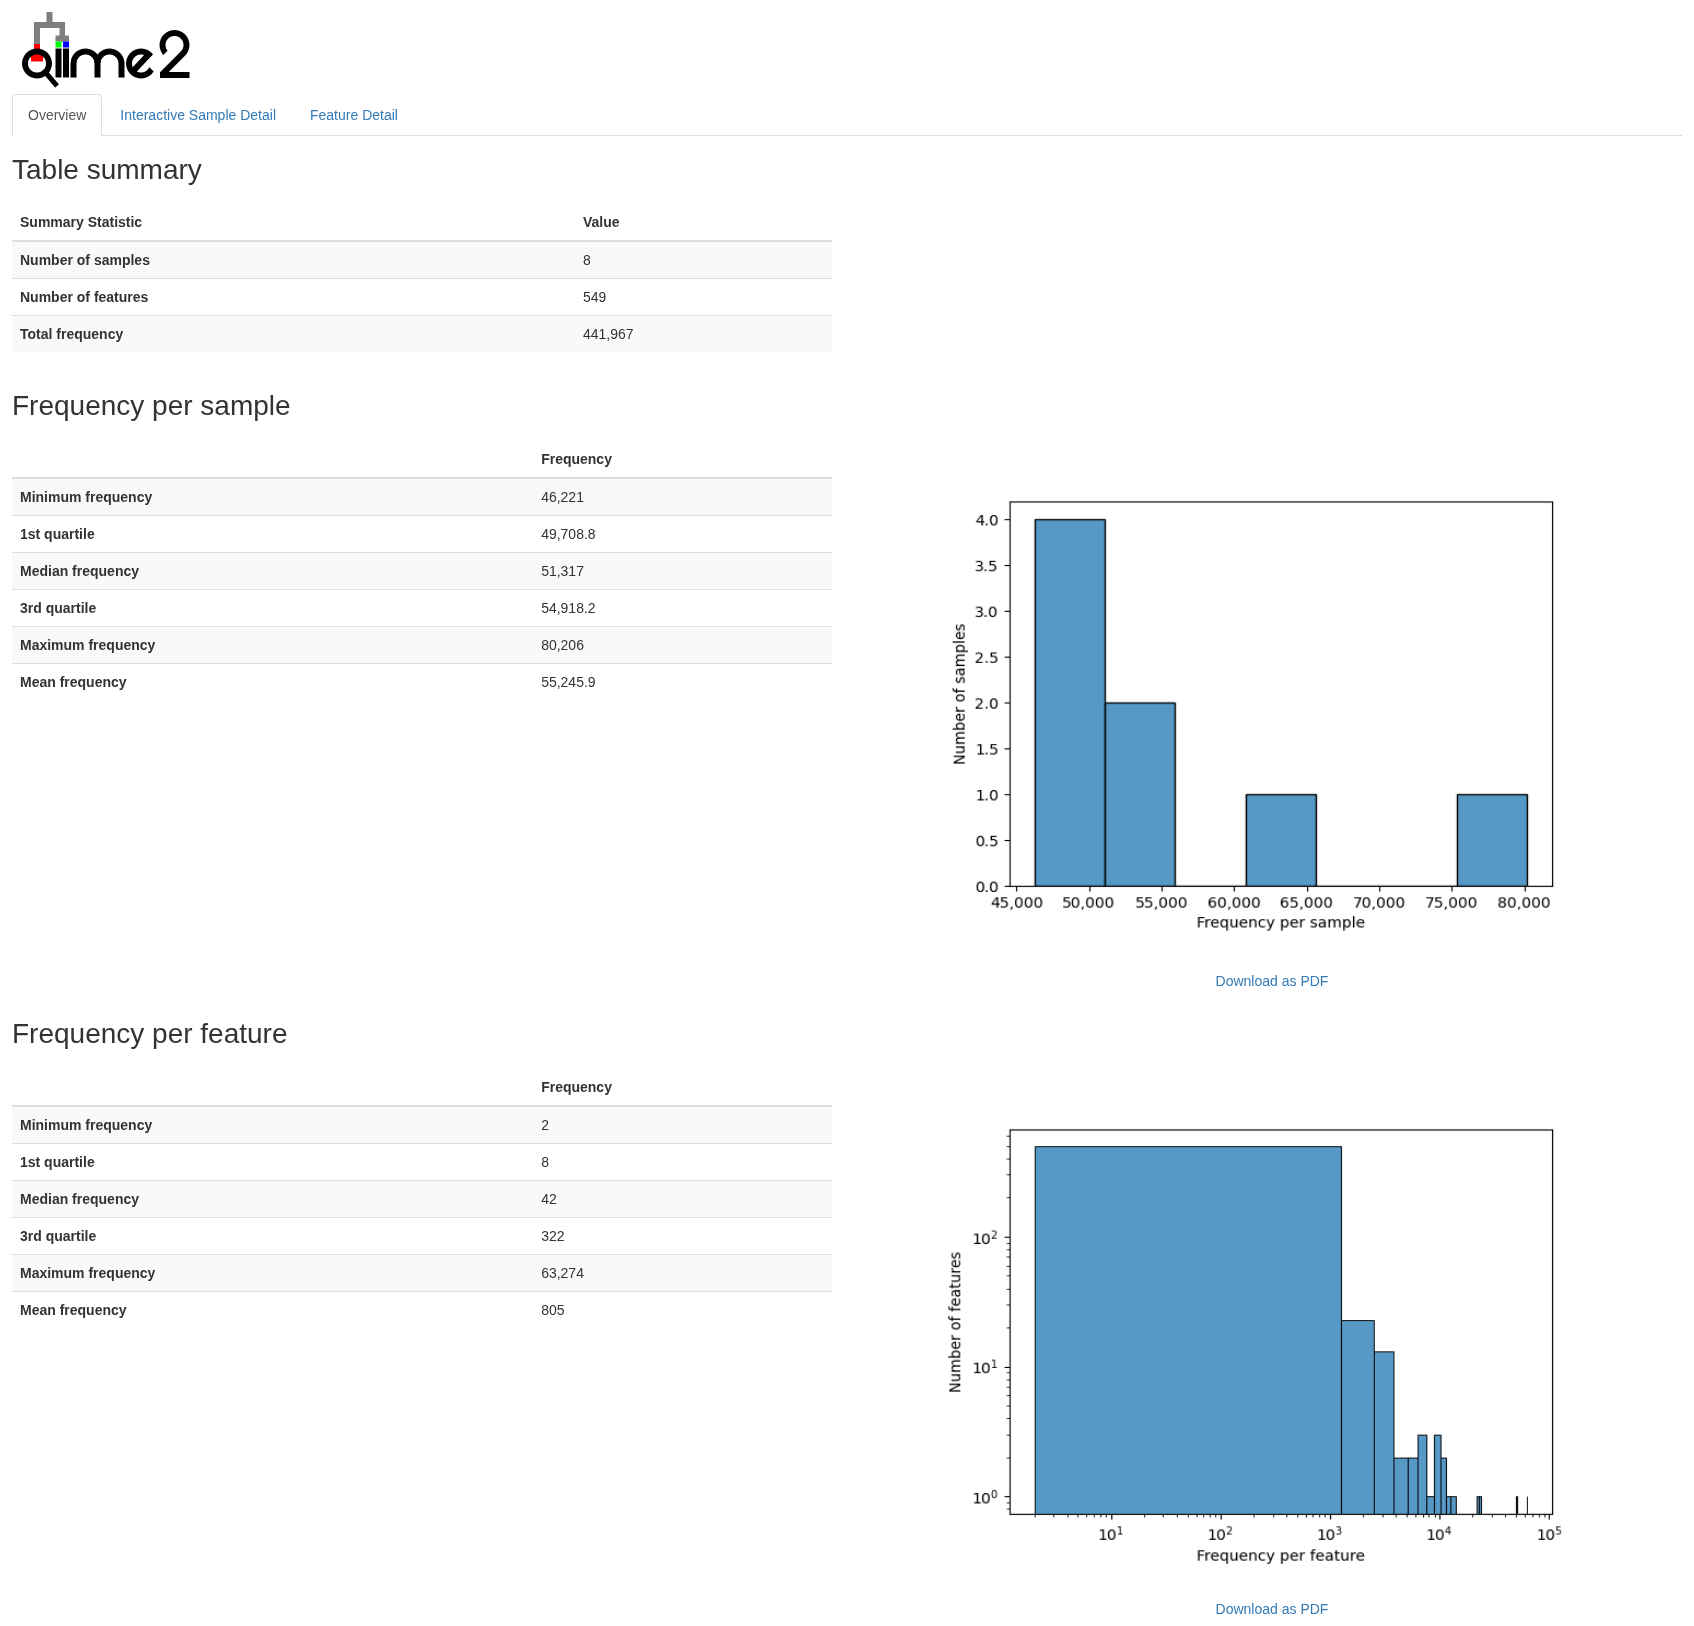 qiime2
Overview Interactive Sample Detail Feature Detail
Table summary
Summary Statistic Value
Number of samples 8
Number of features 549
Total frequency 441,967
Frequency per sample
Frequency
Minimum frequency 46,221
1st quartile 49,708.8
Median frequency 51,317
3rd quartile 54,918.2
Maximum frequency 80,206
Mean frequency 55,245.9
4.0
3.5
3.0
2.5
2.0
1.5
1.0
0.5
0.0
Number of samples
45,000 50,000 55,000 60,000 65,000 70,000 75,000 80,000
Frequency per sample
Download as PDF
Frequency per feature
Frequency
Minimum frequency 2
1st quartile 8
Median frequency 42
3rd quartile 322
Maximum frequency 63,274
Mean frequency 805
10²
10¹
10⁰
Number of features
10¹ 10² 10³ 10⁴ 10⁵
Frequency per feature
Download as PDF